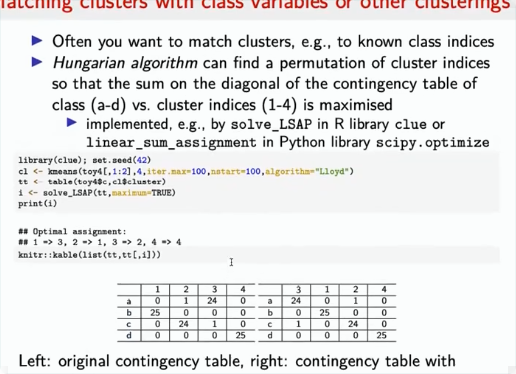 atching clusters with class variables or other clusterings
Often you want to match clusters, e.g., to known class indices
Hungarian algorithm can find a permutation of cluster indices
so that the sum on the diagonal of the contingency table of
class (a-d) vs. cluster indices (1-4) is maximised
implemented, e.g., by solve_LSAP in R library clue or
linear_sum_assignment in Python library scipy.optimize
library(clue); set.seed(42)
cl <- kmeans(toy4[,1:2],4,iter.max=100,nstart=100,algorithm="Lloyd")
tt <- table(toy4$c,cl$cluster)
i <- solve_LSAP(tt,maximum=TRUE)
print(i)
## Optimal assignment:
## 1 => 3, 2 => 1, 3 => 2, 4 => 4
knitr::kable(list(tt,tt[,i]))
1 2 3 4 3 1 2 4
a 0 1 24 0 a 24 0 1 0
b 25 0 0 0 b 0 25 0 0
c 0 24 1 0 c 1 0 24 0
d 0 0 0 25 d 0 0 0 25
Left: original contingency table, right: contingency table with